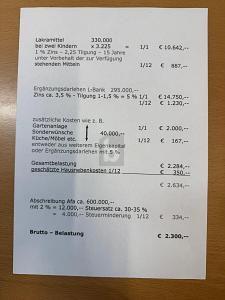 Lakramittel 330.000
bei zwei Kindern x 3.225 = 1/1 € 10.642,--
1 % Zins - 2,25 Tilgung - 15 Jahre
unter Vorbehalt der zur Verfügung
stehenden Mitteln 1/12 € 887,--
Ergänzungsdarlehen L-Bank 295.000,--
Zins ca. 3,5 % - Tilgung 1-1,5 = 5 % 1/1 € 14.750,--
1/12 € 1.230,--
zusätzliche Kosten wie z. B.
Gartenanlage 1/1 € 2.000,--
Sonderwünsche 40.000,--
Küche/Möbel etc. 1/12 € 167,--
entweder aus weiterem Eigenkapital
oder Ergänzungsdarlehen mit 5 %
Gesamtbelastung € 2.284,--
geschätzte Hausnebenkosten 1/12 € 350,--
€ 2.634,--
Abschreibung Afa ca. 600.000,--
mit 2 % = 12.000,-- Steuersatz ca. 30-35 %
= 4.000,-- Steuerminderung 1/12 € 334,--
Brutto – Belastung € 2.300,--